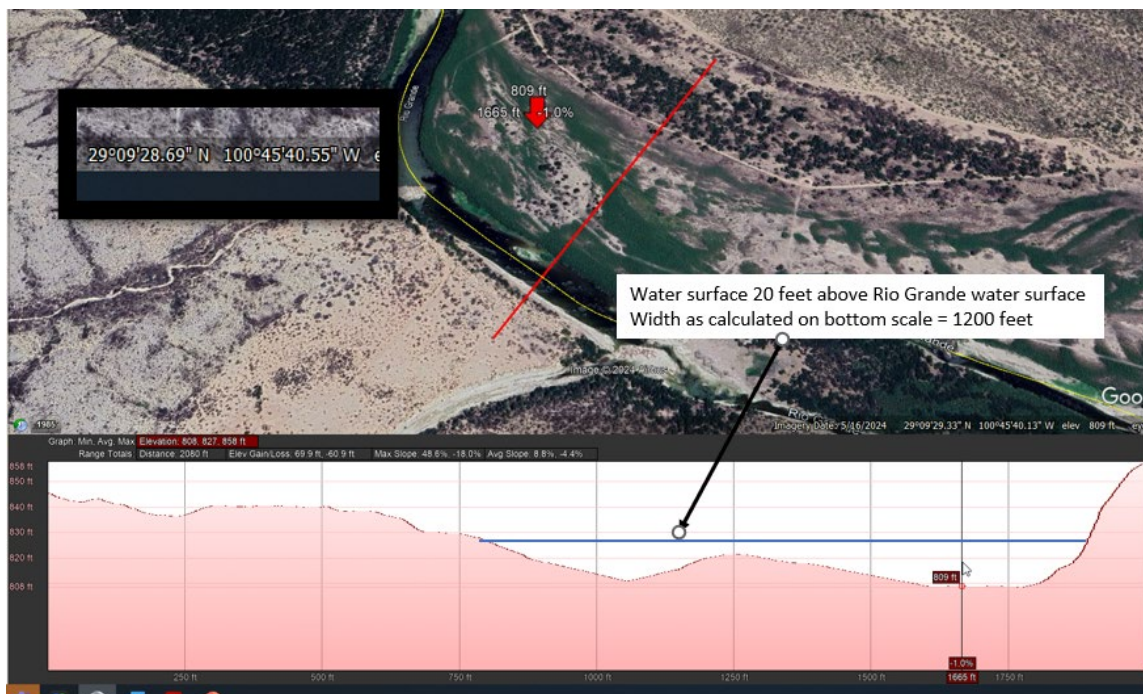 Rio Grande
809 ft
1665 ft -1.0%
29°09'28.69" N 100°45'40.55" W e
Water surface 20 feet above Rio Grande water surface
Width as calculated on bottom scale = 1200 feet
Image © 2024 Airbus
Rio
Goo
1985
Imagery Date: 5/16/2024 29°09'29.33" N 100°45'40.13" W elev 809 ft
Graph: Min, Avg, Max Elevation: 808, 827, 858 ft
Range Totals Distance: 2080 ft Elev Gain/Loss: 69.9 ft, -60.9 ft Max Slope: 48.6%, -18.0% Avg Slope: 8.8%, -4.4%
858 ft
850 ft
840 ft
830 ft
820 ft
808 ft
809 ft
-1.0%
250 ft 500 ft 750 ft 1000 ft 1250 ft 1500 ft 1665 ft 1750 ft